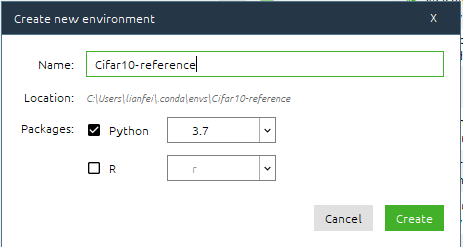 Create new environment X
Name: Cifar10-reference
Location: C:\Users\lianfei\.conda\envs\Cifar10-reference
Packages: Python 3.7
R r
Cancel Create